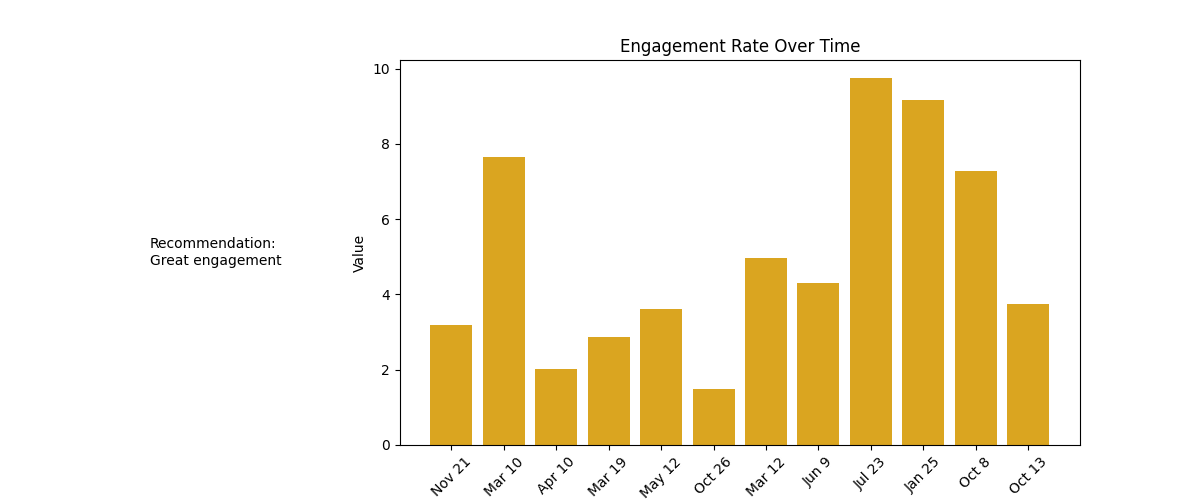 Engagement Rate Over Time
Recommendation:
Great engagement
Value
10
8
6
4
2
0
Nov 21
Mar 10
Apr 10
Mar 19
May 12
Oct 26
Mar 12
Jun 9
Jul 23
Jan 25
Oct 8
Oct 13